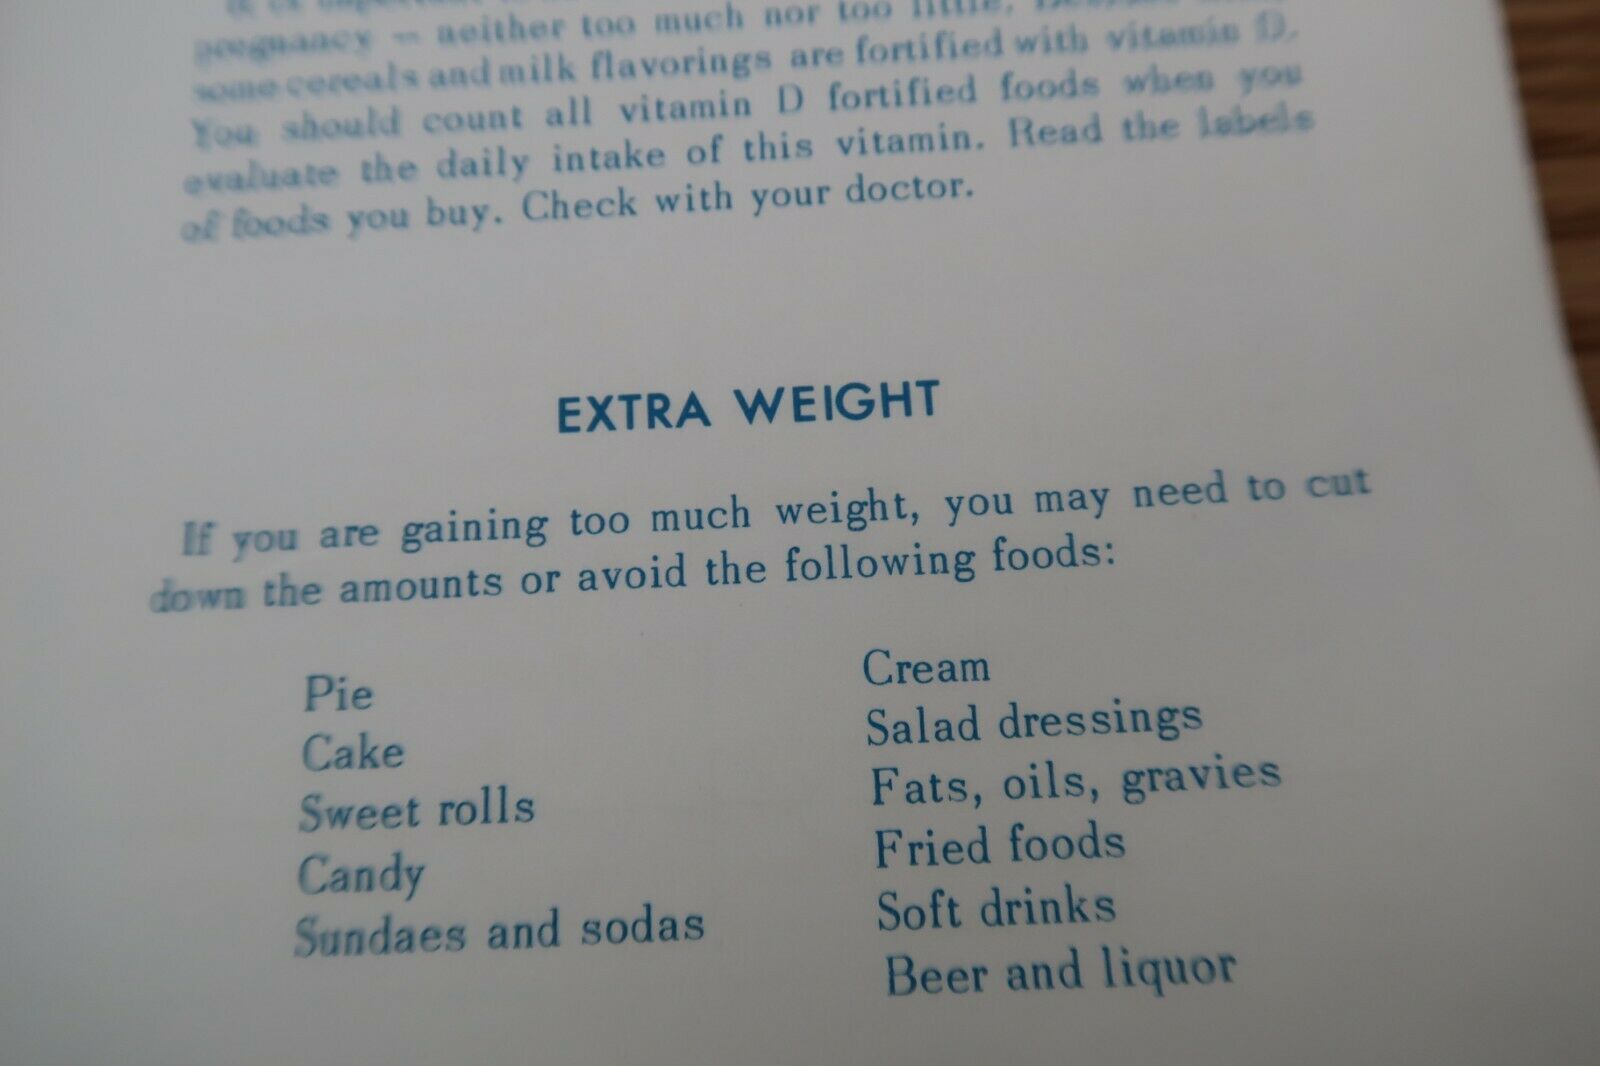 It is important to
pregnancy — neither too much nor too little.
some cereals and milk flavorings are fortified with vitamin D.
You should count all vitamin D fortified foods when you
evaluate the daily intake of this vitamin. Read the labels
of foods you buy. Check with your doctor.
EXTRA WEIGHT
If you are gaining too much weight, you may need to cut
down the amounts or avoid the following foods:
Pie
Cake
Sweet rolls
Candy
Sundaes and sodas
Cream
Salad dressings
Fats, oils, gravies
Fried foods
Soft drinks
Beer and liquor